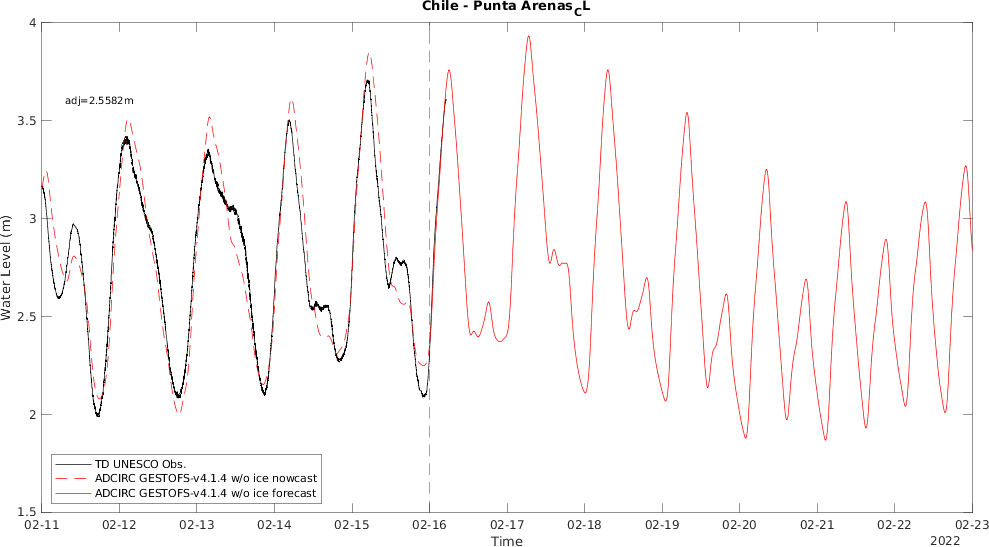 Chile - Punta Arenas_CL
adj=2.5582m
Water Level (m)
4
3.5
3
2.5
2
1.5
TD UNESCO Obs.
ADCIRC GESTOFS-v4.1.4 w/o ice nowcast
ADCIRC GESTOFS-v4.1.4 w/o ice forecast
02-11 02-12 02-13 02-14 02-15 02-16 02-17 02-18 02-19 02-20 02-21 02-22 02-23
Time
2022